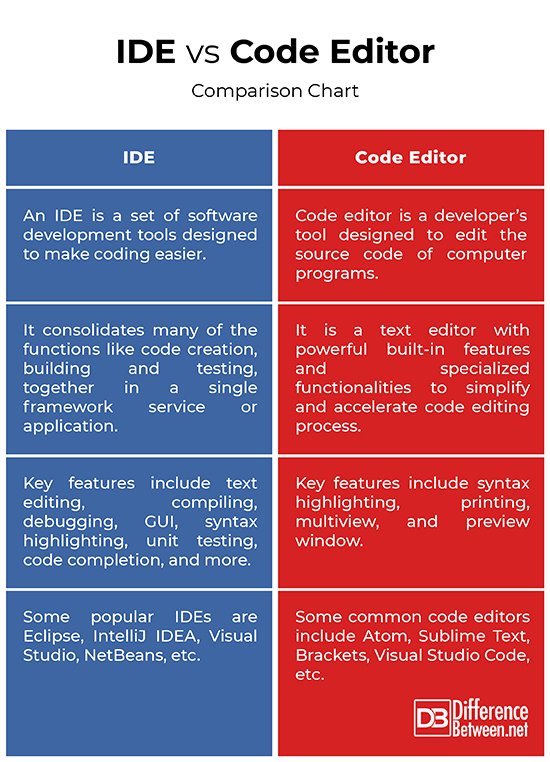 IDE vs Code Editor
Comparison Chart
IDE
Code Editor
An IDE is a set of software
development tools designed
to make coding easier.
Code editor is a developer's
tool designed to edit the
source code of computer
programs.
It consolidates many of the
functions like code creation,
building and testing,
together in a single
framework service or
application.
It is a text editor with
powerful built-in features
and specialized
functionalities to simplify
and accelerate code editing
process.
Key features include text
editing, compiling,
debugging, GUI, syntax
highlighting, unit testing,
code completion, and more.
Key features include syntax
highlighting, printing,
multiview, and preview
window.
Some popular IDEs are
Eclipse, IntelliJ IDEA, Visual
Studio, NetBeans, etc.
Some common code editors
include Atom, Sublime Text,
Brackets, Visual Studio Code,
etc.
DB Difference
Between.net